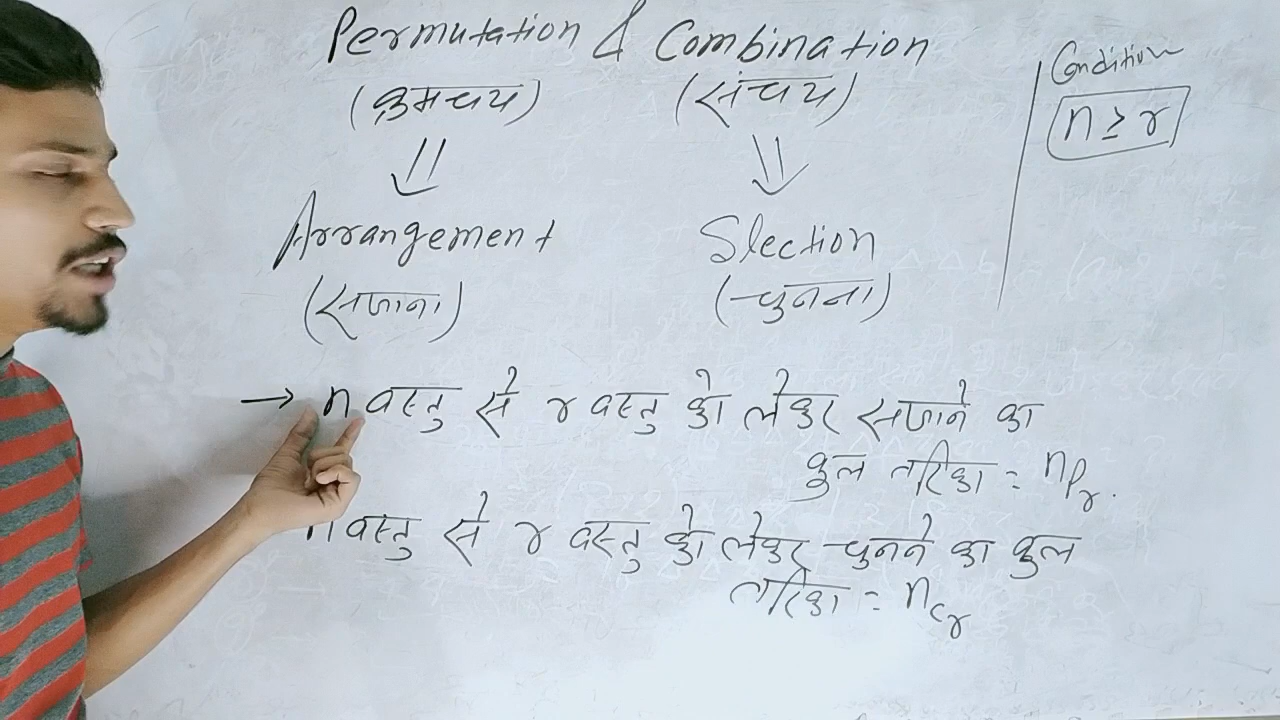 Permutation & Combination
(क्रमचय) (संचय)
Condition
n ≥ r
Arrangement Slection
(सजाना) (चुनना)
→ n वस्तु से r वस्तु को लेकर सजाने का
कुल तरिका = nPr.
n वस्तु से r वस्तु को लेकर चुनने का कुल
तरिका = nCr